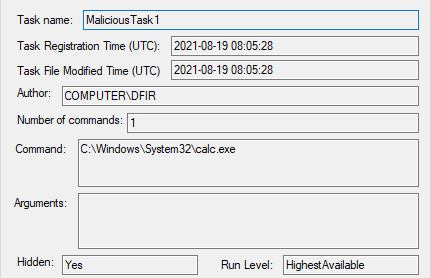 Task name: MaliciousTask1
Task Registration Time (UTC): 2021-08-19 08:05:28
Task File Modified Time (UTC) 2021-08-19 08:05:28
Author: COMPUTER\DFIR
Number of commands: 1
Command: C:\Windows\System32\calc.exe
Arguments:
Hidden: Yes Run Level: HighestAvailable